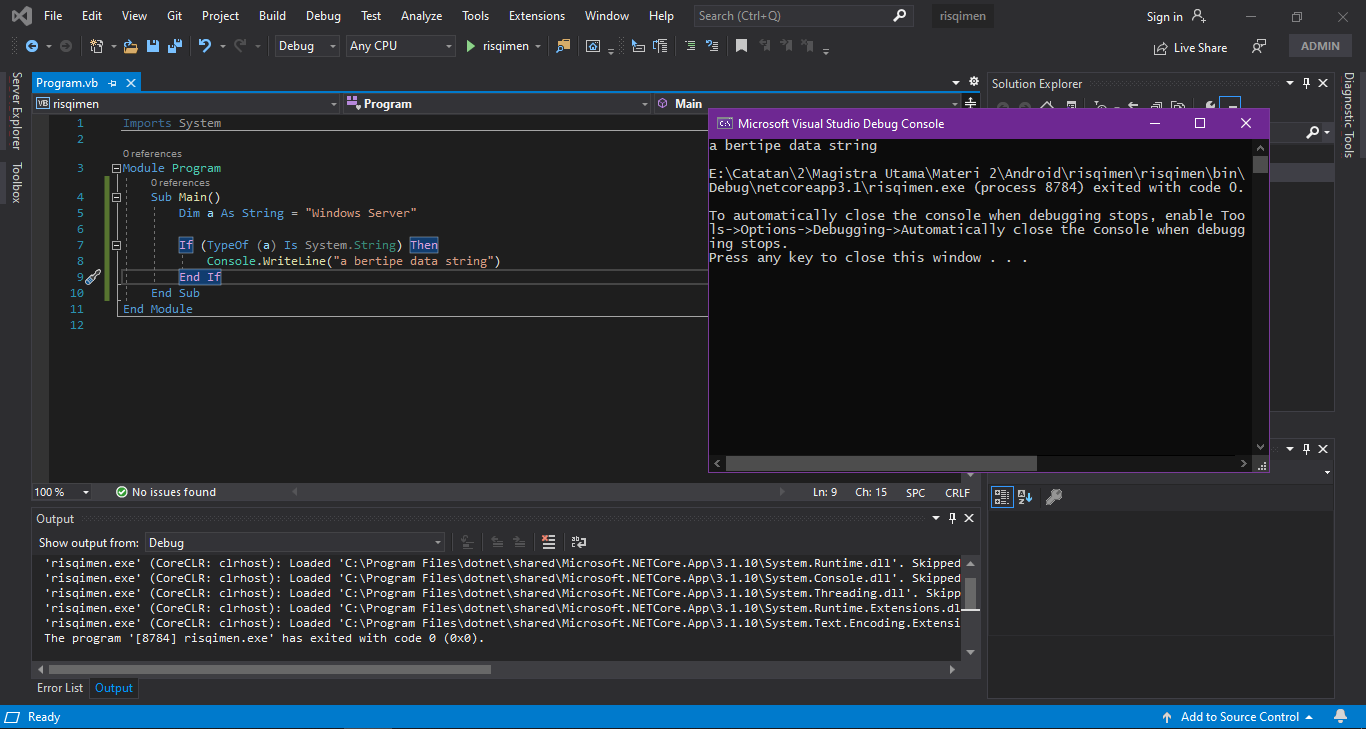 File Edit View Git Project Build Debug Test Analyze Tools Extensions Window Help Search (Ctrl+Q) risqimen Sign in
Debug Any CPU risqimen Live Share ADMIN
Server Explorer
Toolbox
Program.vb
VB risqimen Program Main
1 Imports System
2
0 references
3 Module Program
0 references
4 Sub Main()
5 Dim a As String = "Windows Server"
6
7 If (TypeOf (a) Is System.String) Then
8 Console.WriteLine("a bertipe data string")
9 End If
10 End Sub
11 End Module
12
100 % No issues found Ln: 9 Ch: 15 SPC CRLF
Solution Explorer
Diagnostic Tools
Microsoft Visual Studio Debug Console
a bertipe data string
E:\Catatan\2\Magistra Utama\Materi 2\Android\risqimen\risqimen\bin\
Debug\netcoreapp3.1\risqimen.exe (process 8784) exited with code 0.
To automatically close the console when debugging stops, enable Too
ls->Options->Debugging->Automatically close the console when debugg
ing stops.
Press any key to close this window . . .
Output
Show output from: Debug
'risqimen.exe' (CoreCLR: clrhost): Loaded 'C:\Program Files\dotnet\shared\Microsoft.NETCore.App\3.1.10\System.Runtime.dll'. Skipped
'risqimen.exe' (CoreCLR: clrhost): Loaded 'C:\Program Files\dotnet\shared\Microsoft.NETCore.App\3.1.10\System.Console.dll'. Skipped
'risqimen.exe' (CoreCLR: clrhost): Loaded 'C:\Program Files\dotnet\shared\Microsoft.NETCore.App\3.1.10\System.Threading.dll'. Skipp
'risqimen.exe' (CoreCLR: clrhost): Loaded 'C:\Program Files\dotnet\shared\Microsoft.NETCore.App\3.1.10\System.Runtime.Extensions.dl
'risqimen.exe' (CoreCLR: clrhost): Loaded 'C:\Program Files\dotnet\shared\Microsoft.NETCore.App\3.1.10\System.Text.Encoding.Extensi
The program '[8784] risqimen.exe' has exited with code 0 (0x0).
Error List Output
Ready Add to Source Control